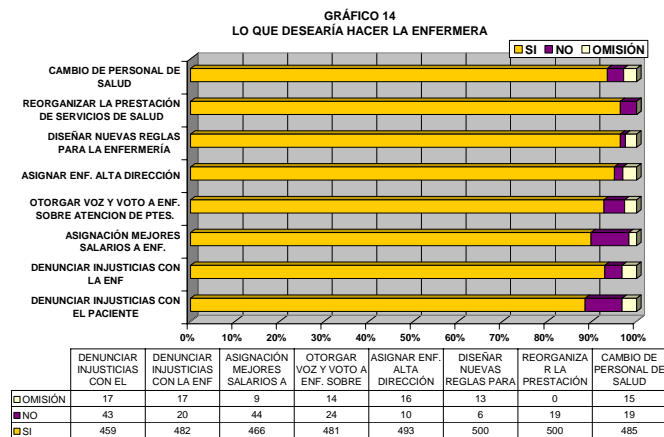 GRÁFICO 14
LO QUE DESEARÍA HACER LA ENFERMERA
SI NO OMISIÓN
CAMBIO DE PERSONAL DE
SALUD
REORGANIZAR LA PRESTACIÓN
DE SERVICIOS DE SALUD
DISEÑAR NUEVAS REGLAS
PARA LA ENFERMERÍA
ASIGNAR ENF. ALTA DIRECCIÓN
OTORGAR VOZ Y VOTO A ENF.
SOBRE ATENCION DE PTES.
ASIGNACIÓN MEJORES
SALARIOS A ENF.
DENUNCIAR INJUSTICIAS CON
LA ENF
DENUNCIAR INJUSTICIAS CON
EL PACIENTE
0% 10% 20% 30% 40% 50% 60% 70% 80% 90% 100%
DENUNCIAR DENUNCIAR ASIGNACIÓN OTORGAR ASIGNAR ENF. DISEÑAR REORGANIZA CAMBIO DE
INJUSTICIAS INJUSTICIAS MEJORES VOZ Y VOTO A ALTA NUEVAS R LA PERSONAL DE
CON EL CON LA ENF SALARIOS A ENF. SOBRE DIRECCIÓN REGLAS PARA PRESTACIÓN SALUD
OMISIÓN 17 17 9 14 16 13 0 15
NO 43 20 44 24 10 6 19 19
SI 459 482 466 481 493 500 500 485